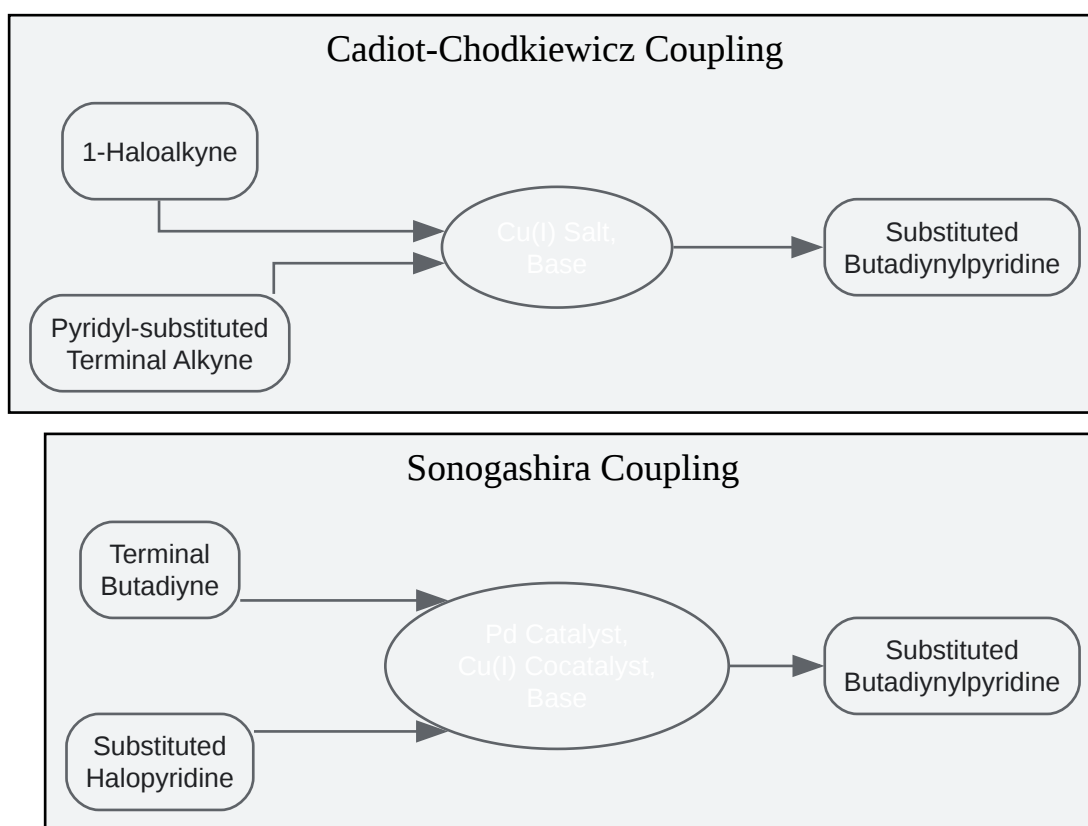 Cadiot-Chodkiewicz Coupling
1-Haloalkyne
Pyridyl-substituted
Terminal Alkyne
Cu(I) Salt,
Base
Substituted
Butadiynylpyridine
Sonogashira Coupling
Terminal
Butadiyne
Substituted
Halopyridine
Pd Catalyst,
Cu(I) Cocatalyst,
Base
Substituted
Butadiynylpyridine